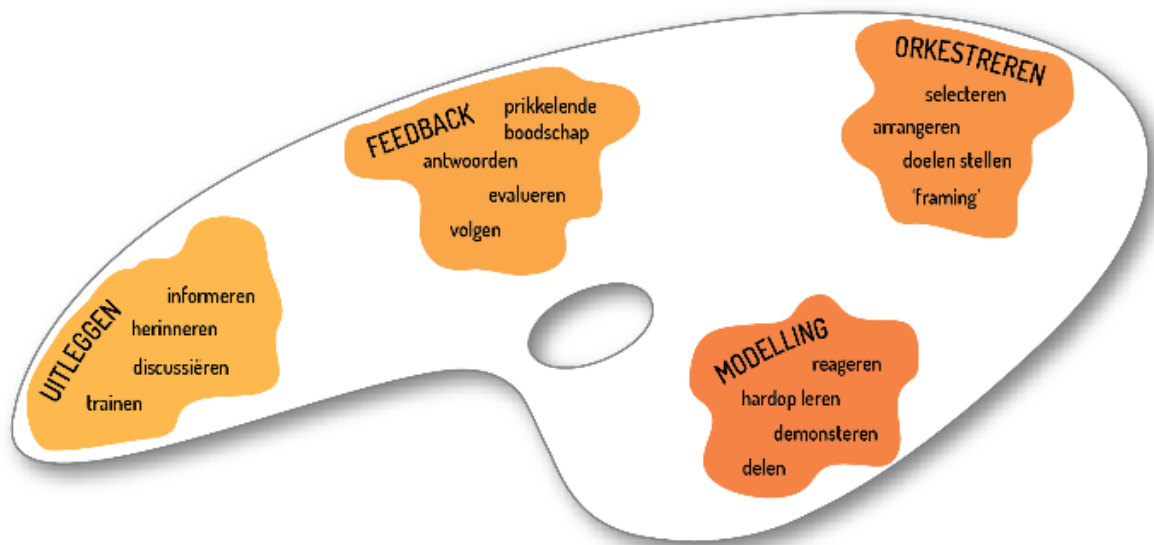 UITLEGGEN
informeren
herinneren
discussiëren
trainen
FEEDBACK
prikkelende
boodschap
antwoorden
evalueren
volgen
ORKESTREREN
selecteren
arrangeren
doelen stellen
'framing'
MODELLING
reageren
hardop leren
demonsteren
delen